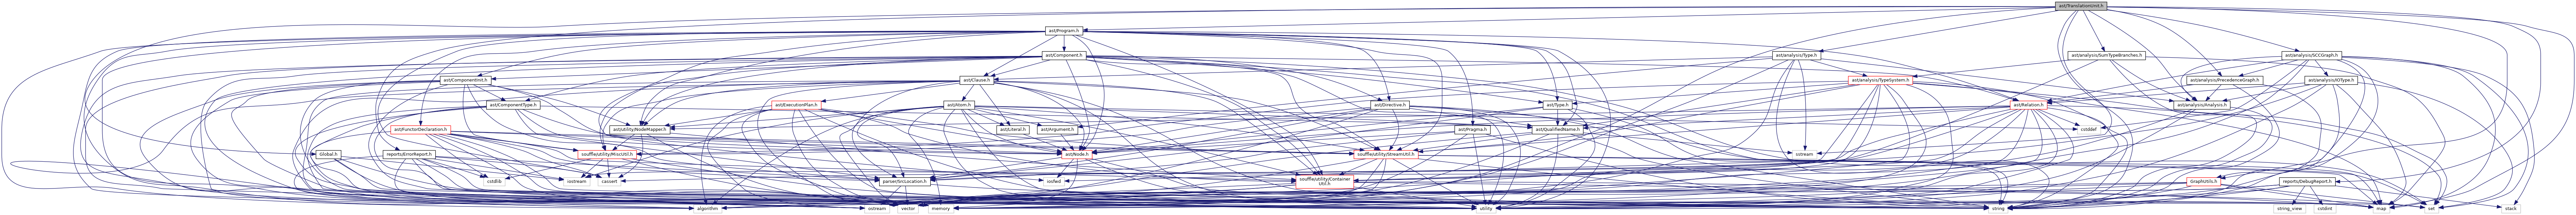 ast/TranslationUnit.h
ast/Program.h
ast/Component.h
ast/analysis/Type.h
ast/analysis/SumTypeBranches.h
ast/analysis/SCCGraph.h
ast/ComponentInit.h
ast/Clause.h
ast/analysis/TypeSystem.h
ast/analysis/PrecedenceGraph.h
ast/analysis/IOType.h
ast/ComponentType.h
ast/ExecutionPlan.h
ast/Atom.h
ast/Directive.h
ast/Type.h
ast/Relation.h
ast/analysis/Analysis.h
ast/FunctorDeclaration.h
ast/utility/NodeMapper.h
ast/Literal.h
ast/Argument.h
ast/Pragma.h
ast/QualifiedName.h
cstddef
Global.h
reports/ErrorReport.h
souffle/utility/MiscUtil.h
ast/Node.h
souffle/utility/StreamUtil.h
sstream
cstdlib
iostream
cassert
parser/SrcLocation.h
iosfwd
souffle/utility/Container
Util.h
GraphUtils.h
reports/DebugReport.h
algorithm
ostream
vector
memory
utility
string
string_view
cstdint
map
set
stack